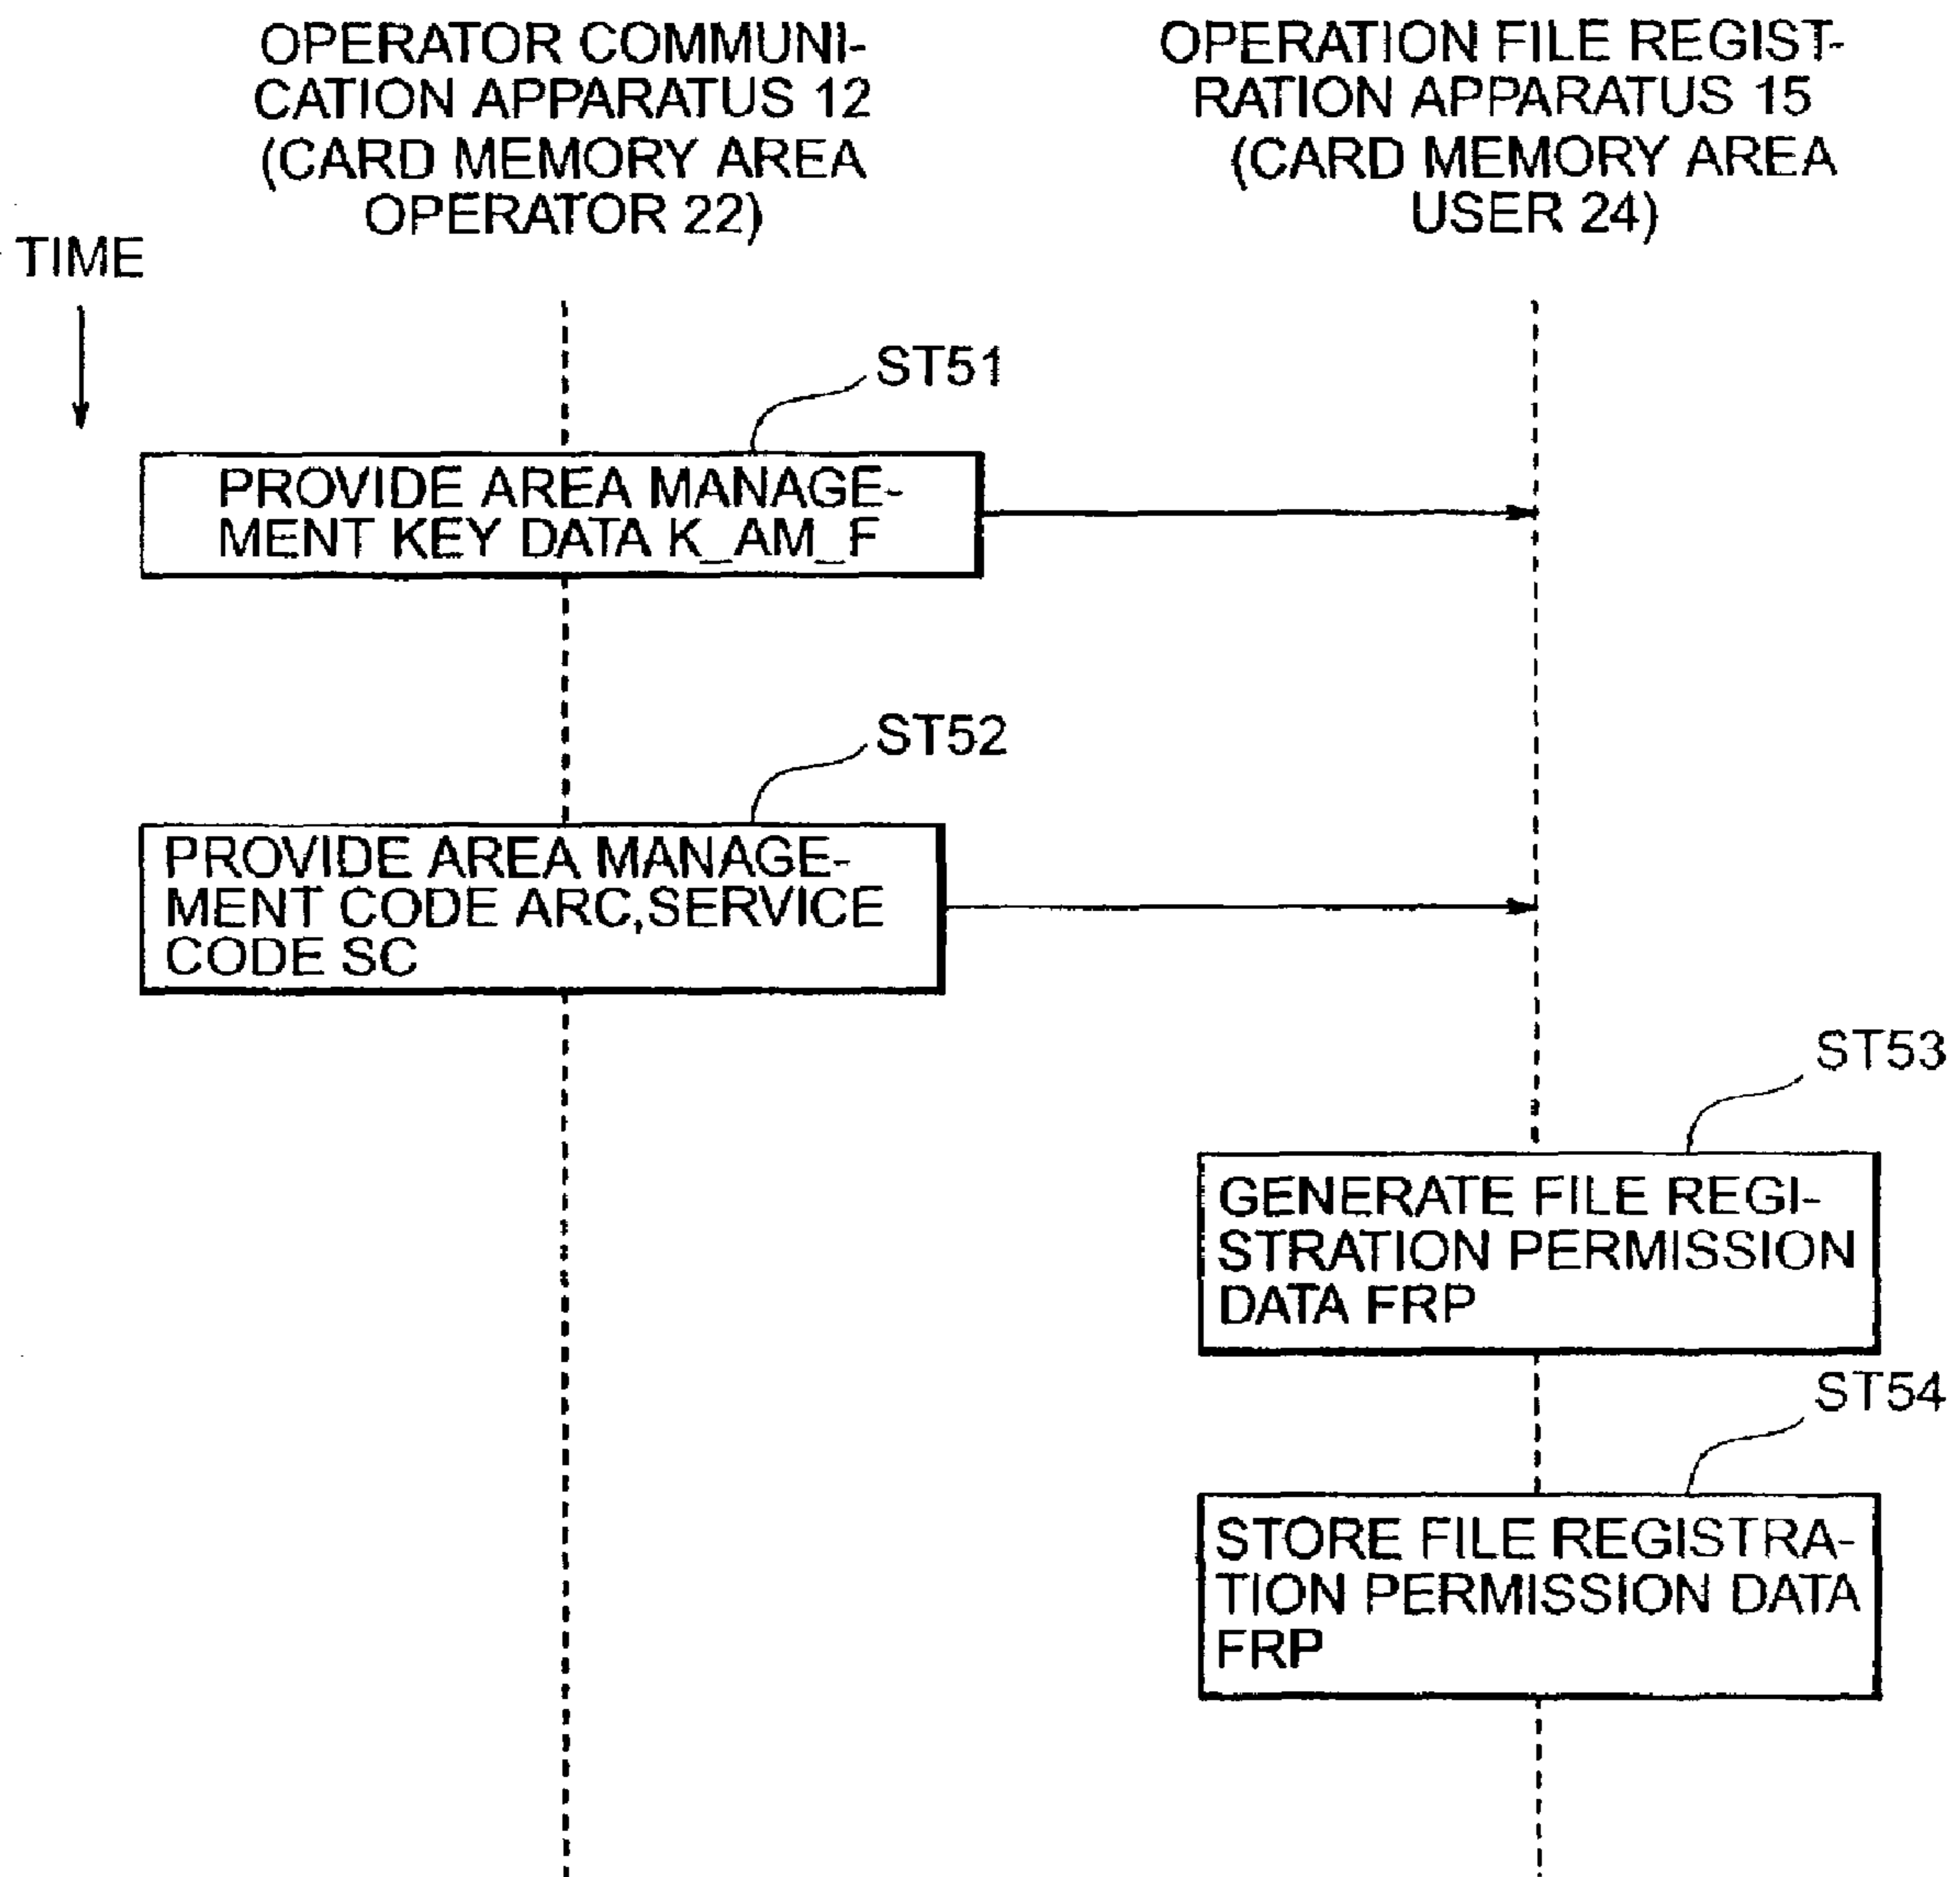 OPERATOR COMMUNI-
CATION APPARATUS 12
(CARD MEMORY AREA
OPERATOR 22)
OPERATION FILE REGIST-
RATION APPARATUS 15
(CARD MEMORY AREA
USER 24)
TIME
ST51
PROVIDE AREA MANAGE-
MENT KEY DATA K_AM_F
ST52
PROVIDE AREA MANAGE-
MENT CODE ARC,SERVICE
CODE SC
ST53
GENERATE FILE REGI-
STRATION PERMISSION
DATA FRP
ST54
STORE FILE REGISTRA-
TION PERMISSION DATA
FRP